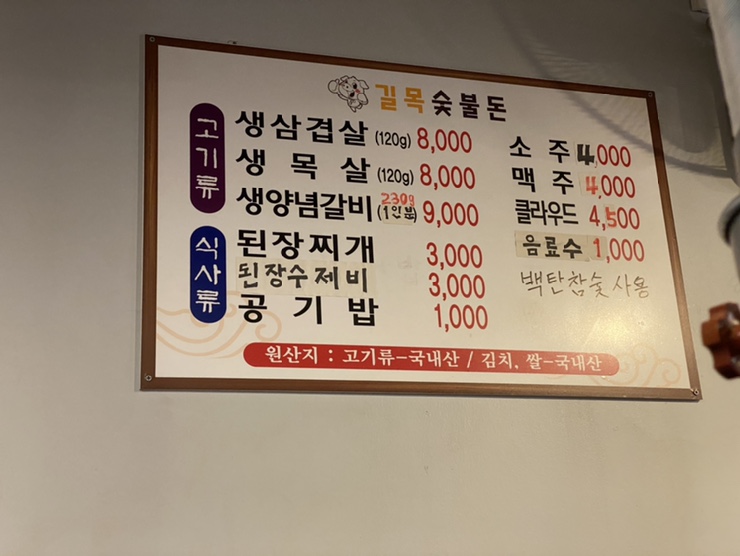 길목숯불돈
고기류
생삼겹살 (120g) 8,000
생목살 (120g) 8,000
생양념갈비 230g (1인분) 9,000
식사류
된장찌개 3,000
된장수제비 3,000
공기밥 1,000
소주 4,000
맥주 4,000
클라우드 4,500
음료수 1,000
백탄참숯 사용
원산지 : 고기류-국내산 / 김치, 쌀-국내산